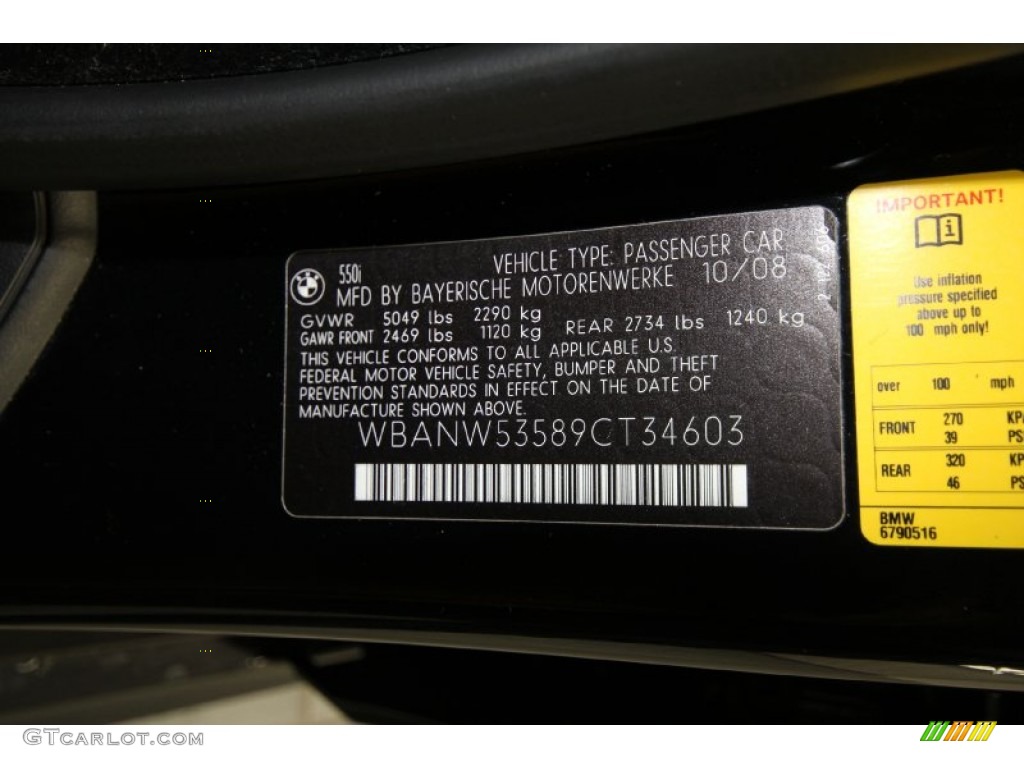 550i
VEHICLE TYPE: PASSENGER CAR
MFD BY BAYERISCHE MOTORENWERKE 10/08
GVWR 5049 lbs 2290 kg
GAWR FRONT 2469 lbs 1120 kg REAR 2734 lbs 1240 kg
THIS VEHICLE CONFORMS TO ALL APPLICABLE U.S.
FEDERAL MOTOR VEHICLE SAFETY, BUMPER AND THEFT
PREVENTION STANDARDS IN EFFECT ON THE DATE OF
MANUFACTURE SHOWN ABOVE.
WBANW53589CT34603
IMPORTANT!
i
Use inflation
pressure specified
above up to
100 mph only!
over 100 mph
FRONT 270 KP
39 PS
REAR 320 KP
46 PS
BMW
6790516
GTCARLOT.COM